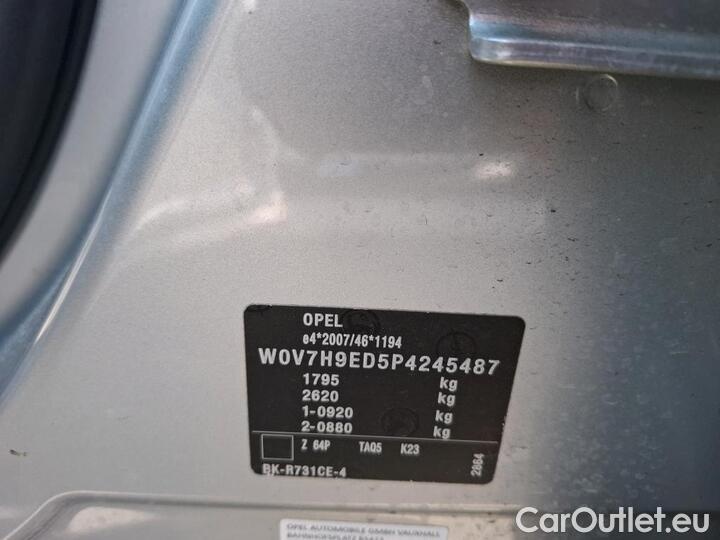 OPEL
e4*2007/46*1194
W0V7H9ED5P4245487
1795 kg
2620 kg
1-0920 kg
2-0880 kg
Z 64P TAQ5 K23
BK-R731CE-4
2864
OPEL AUTOMOBILE GMBH VAUXHALL
CarOutlet.eu